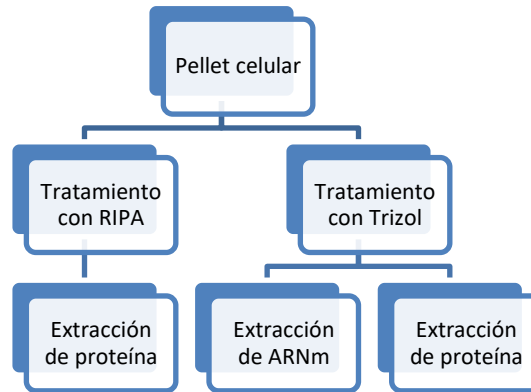 Pellet celular
Tratamiento
con RIPA
Tratamiento
con Trizol
Extracción
de proteína
Extracción
de ARNm
Extracción
de proteína